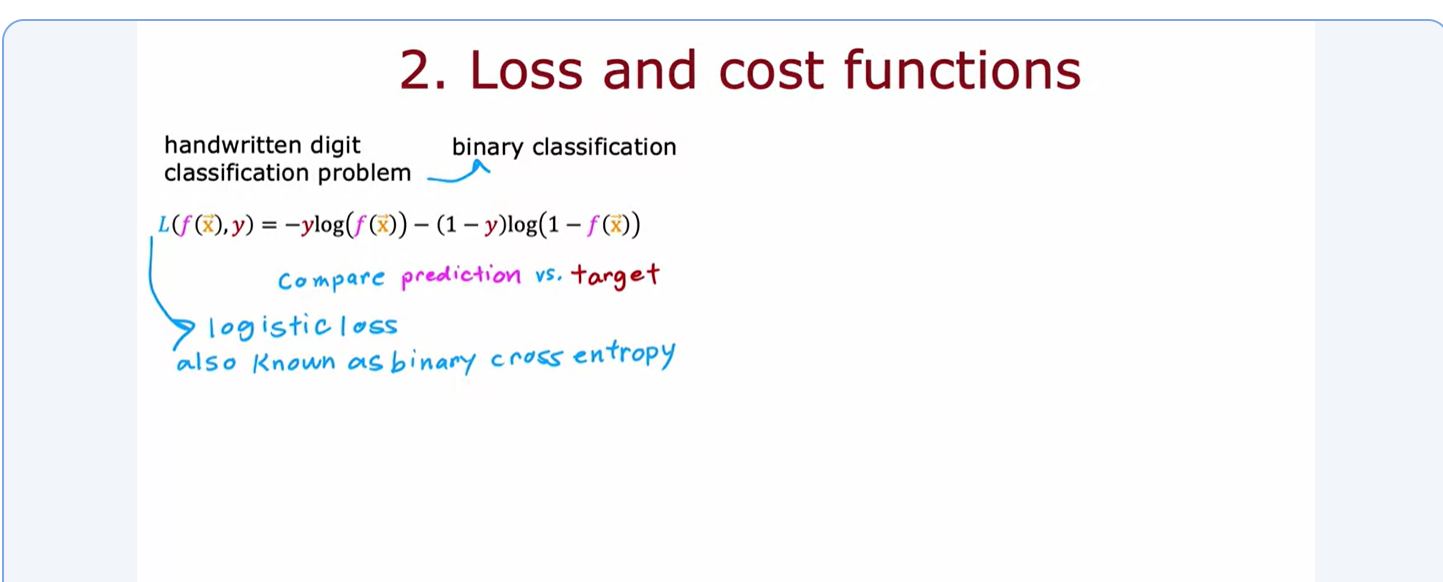 2. Loss and cost functions
handwritten digit
classification problem
binary classification
L(f(x⃗), y) = −ylog(f(x⃗)) − (1 − y)log(1 − f(x⃗))
compare prediction vs. target
logistic loss
also known as binary cross entropy